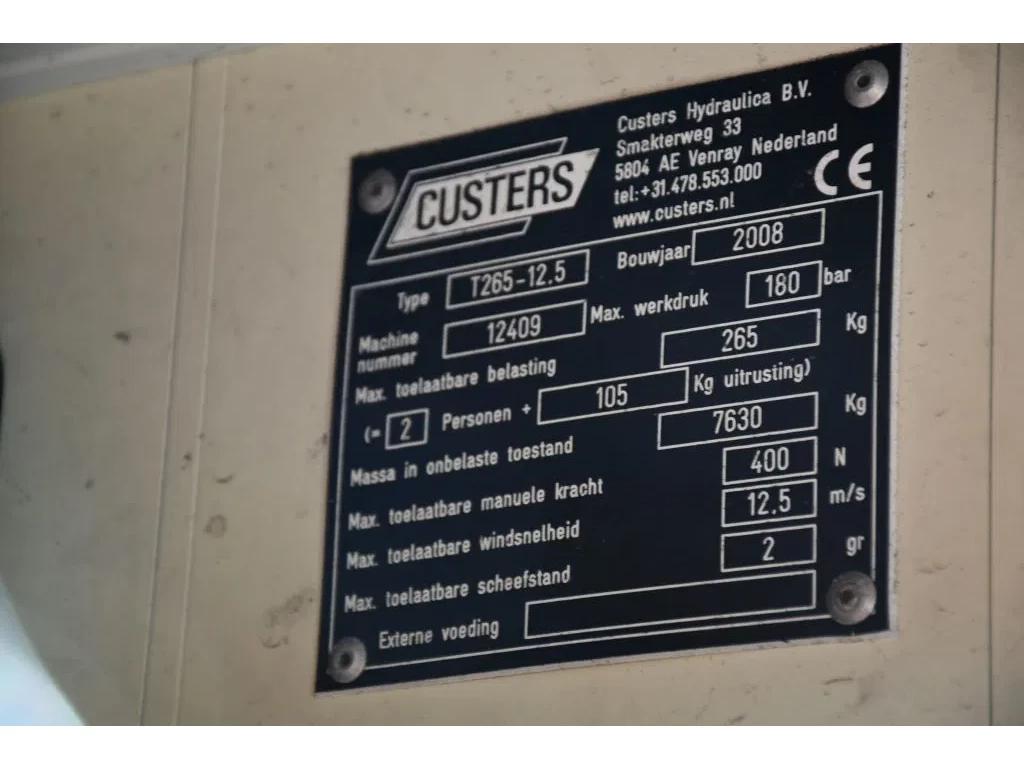 CUSTERS
Custers Hydraulica B.V.
Smakterweg 33
5804 AE Venray Nederland
tel:+31.478.553.000
www.custers.nl
CE
Type T265-12.5 Bouwjaar 2008
Machine nummer 12409 Max. werkdruk 180 bar
Max. toelaatbare belasting 265 Kg
(= 2 Personen + 105 Kg uitrusting)
Massa in onbelaste toestand 7630 Kg
Max. toelaatbare manuele kracht 400 N
Max. toelaatbare windsnelheid 12.5 m/s
Max. toelaatbare scheefstand 2 gr
Externe voeding